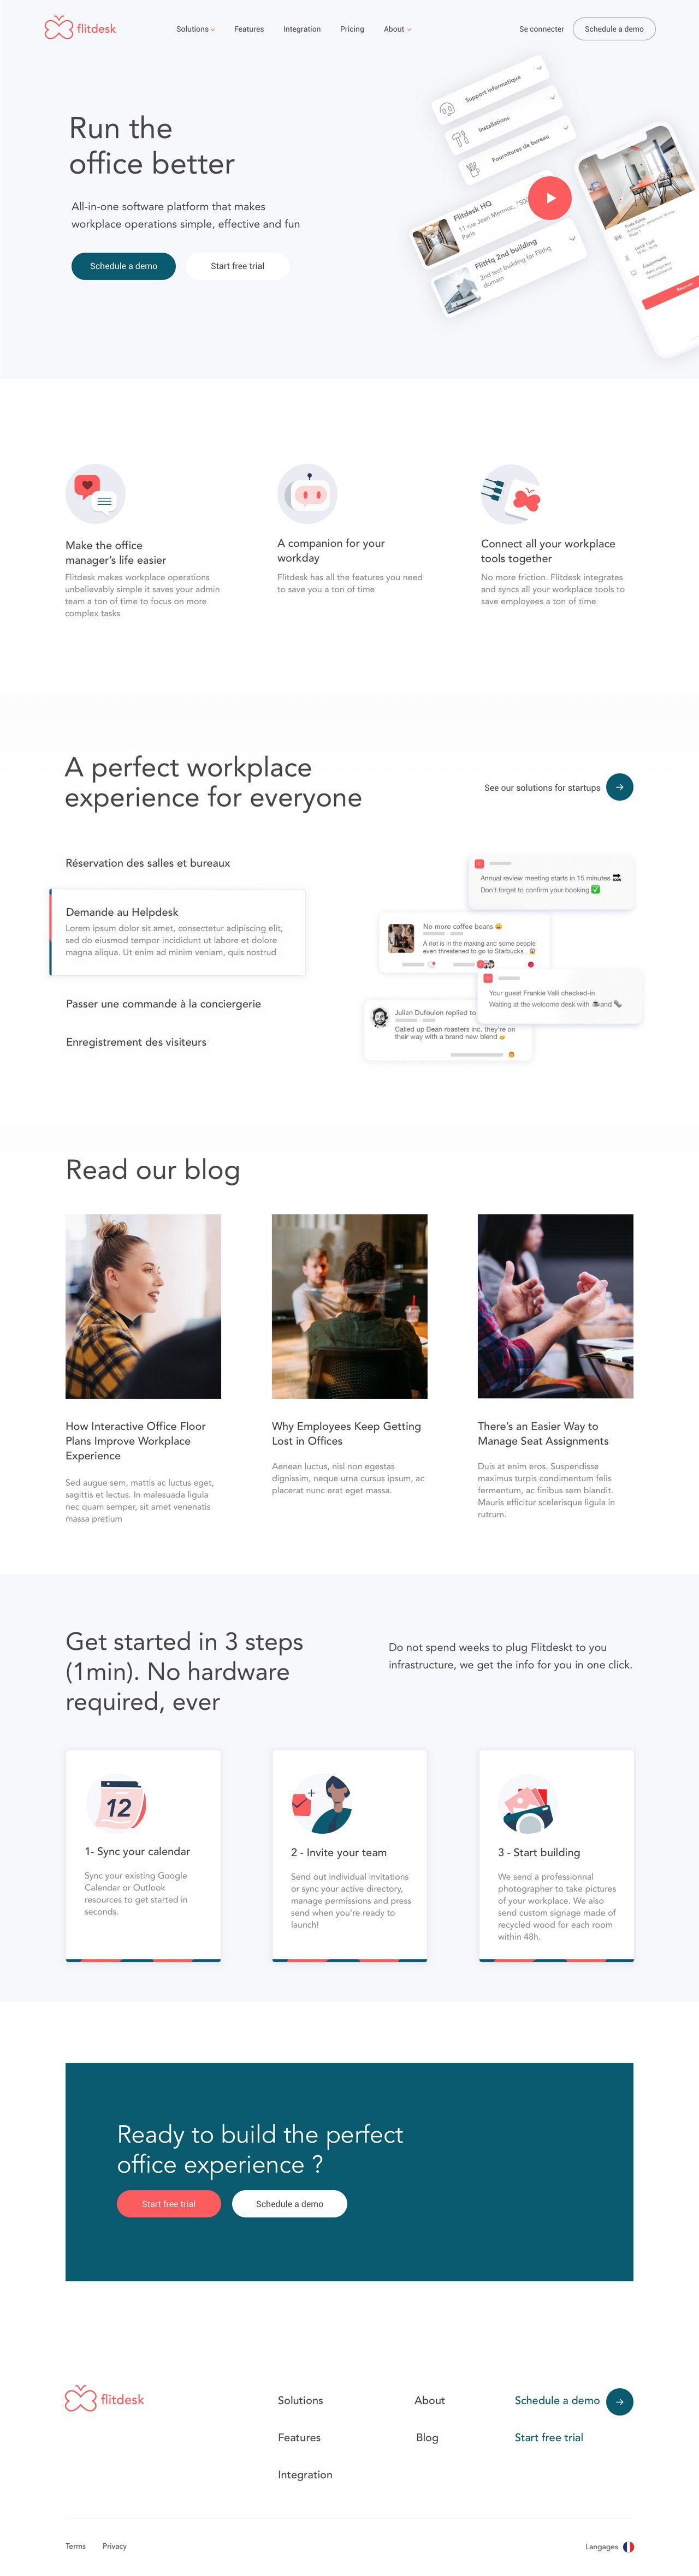 flitdesk
Solutions
Features
Integration
Pricing
About
Se connecter
Schedule a demo
Run the
office better
All-in-one software platform that makes
workplace operations simple, effective and fun
Schedule a demo
Start free trial
Support informatique
Installations
Fournitures de bureau
Flitdesk HQ
11 rue Jean Mermoz, 7500
Paris
FlitHq 2nd building
2nd test building for Flithq
domain
Make the office
manager's life easier
Flitdesk makes workplace operations
unbelievably simple it saves your admin
team a ton of time to focus on more
complex tasks
A companion for your
workday
Flitdesk has all the features you need
to save you a ton of time
Connect all your workplace
tools together
No more friction. Flitdesk integrates
and syncs all your workplace tools to
save employees a ton of time
A perfect workplace
experience for everyone
See our solutions for startups
Réservation des salles et bureaux
Demande au Helpdesk
Lorem ipsum dolor sit amet, consectetur adipiscing elit,
sed do eiusmod tempor incididunt ut labore et dolore
magna aliqua. Ut enim ad minim veniam, quis nostrud
Passer une commande à la conciergerie
Enregistrement des visiteurs
Annual review meeting starts in 15 minutes
Don't forget to confirm your booking
No more coffee beans
A riot is in the making and some people
even threatened to go to Starbucks
Your guest Frankie Valli checked-in
Waiting at the welcome desk with and
Julian Dufoulon replied to
Called up Bean roasters inc. they're on
their way with a brand new blend
Read our blog
How Interactive Office Floor
Plans Improve Workplace
Experience
Sed augue sem, mattis ac luctus eget,
sagittis et lectus. In malesuada ligula
nec quam semper, sit amet venenatis
massa pretium
Why Employees Keep Getting
Lost in Offices
Aenean luctus, nisl non egestas
dignissim, neque urna cursus ipsum, ac
placerat nunc erat eget massa.
There's an Easier Way to
Manage Seat Assignments
Duis at enim eros. Suspendisse
maximus turpis condimentum felis
fermentum, ac finibus sem blandit.
Mauris efficitur scelerisque ligula in
rutrum.
Get started in 3 steps
(1min). No hardware
required, ever
Do not spend weeks to plug Flitdeskt to you
infrastructure, we get the info for you in one click.
12
1- Sync your calendar
Sync your existing Google
Calendar or Outlook
resources to get started in
seconds.
2 - Invite your team
Send out individual invitations
or sync your active directory,
manage permissions and press
send when you're ready to
launch!
3 - Start building
We send a professionnal
photographer to take pictures
of your workplace. We also
send custom signage made of
recycled wood for each room
within 48h.
Ready to build the perfect
office experience ?
Start free trial
Schedule a demo
flitdesk
Solutions
About
Schedule a demo
Features
Blog
Start free trial
Integration
Terms
Privacy
Langages